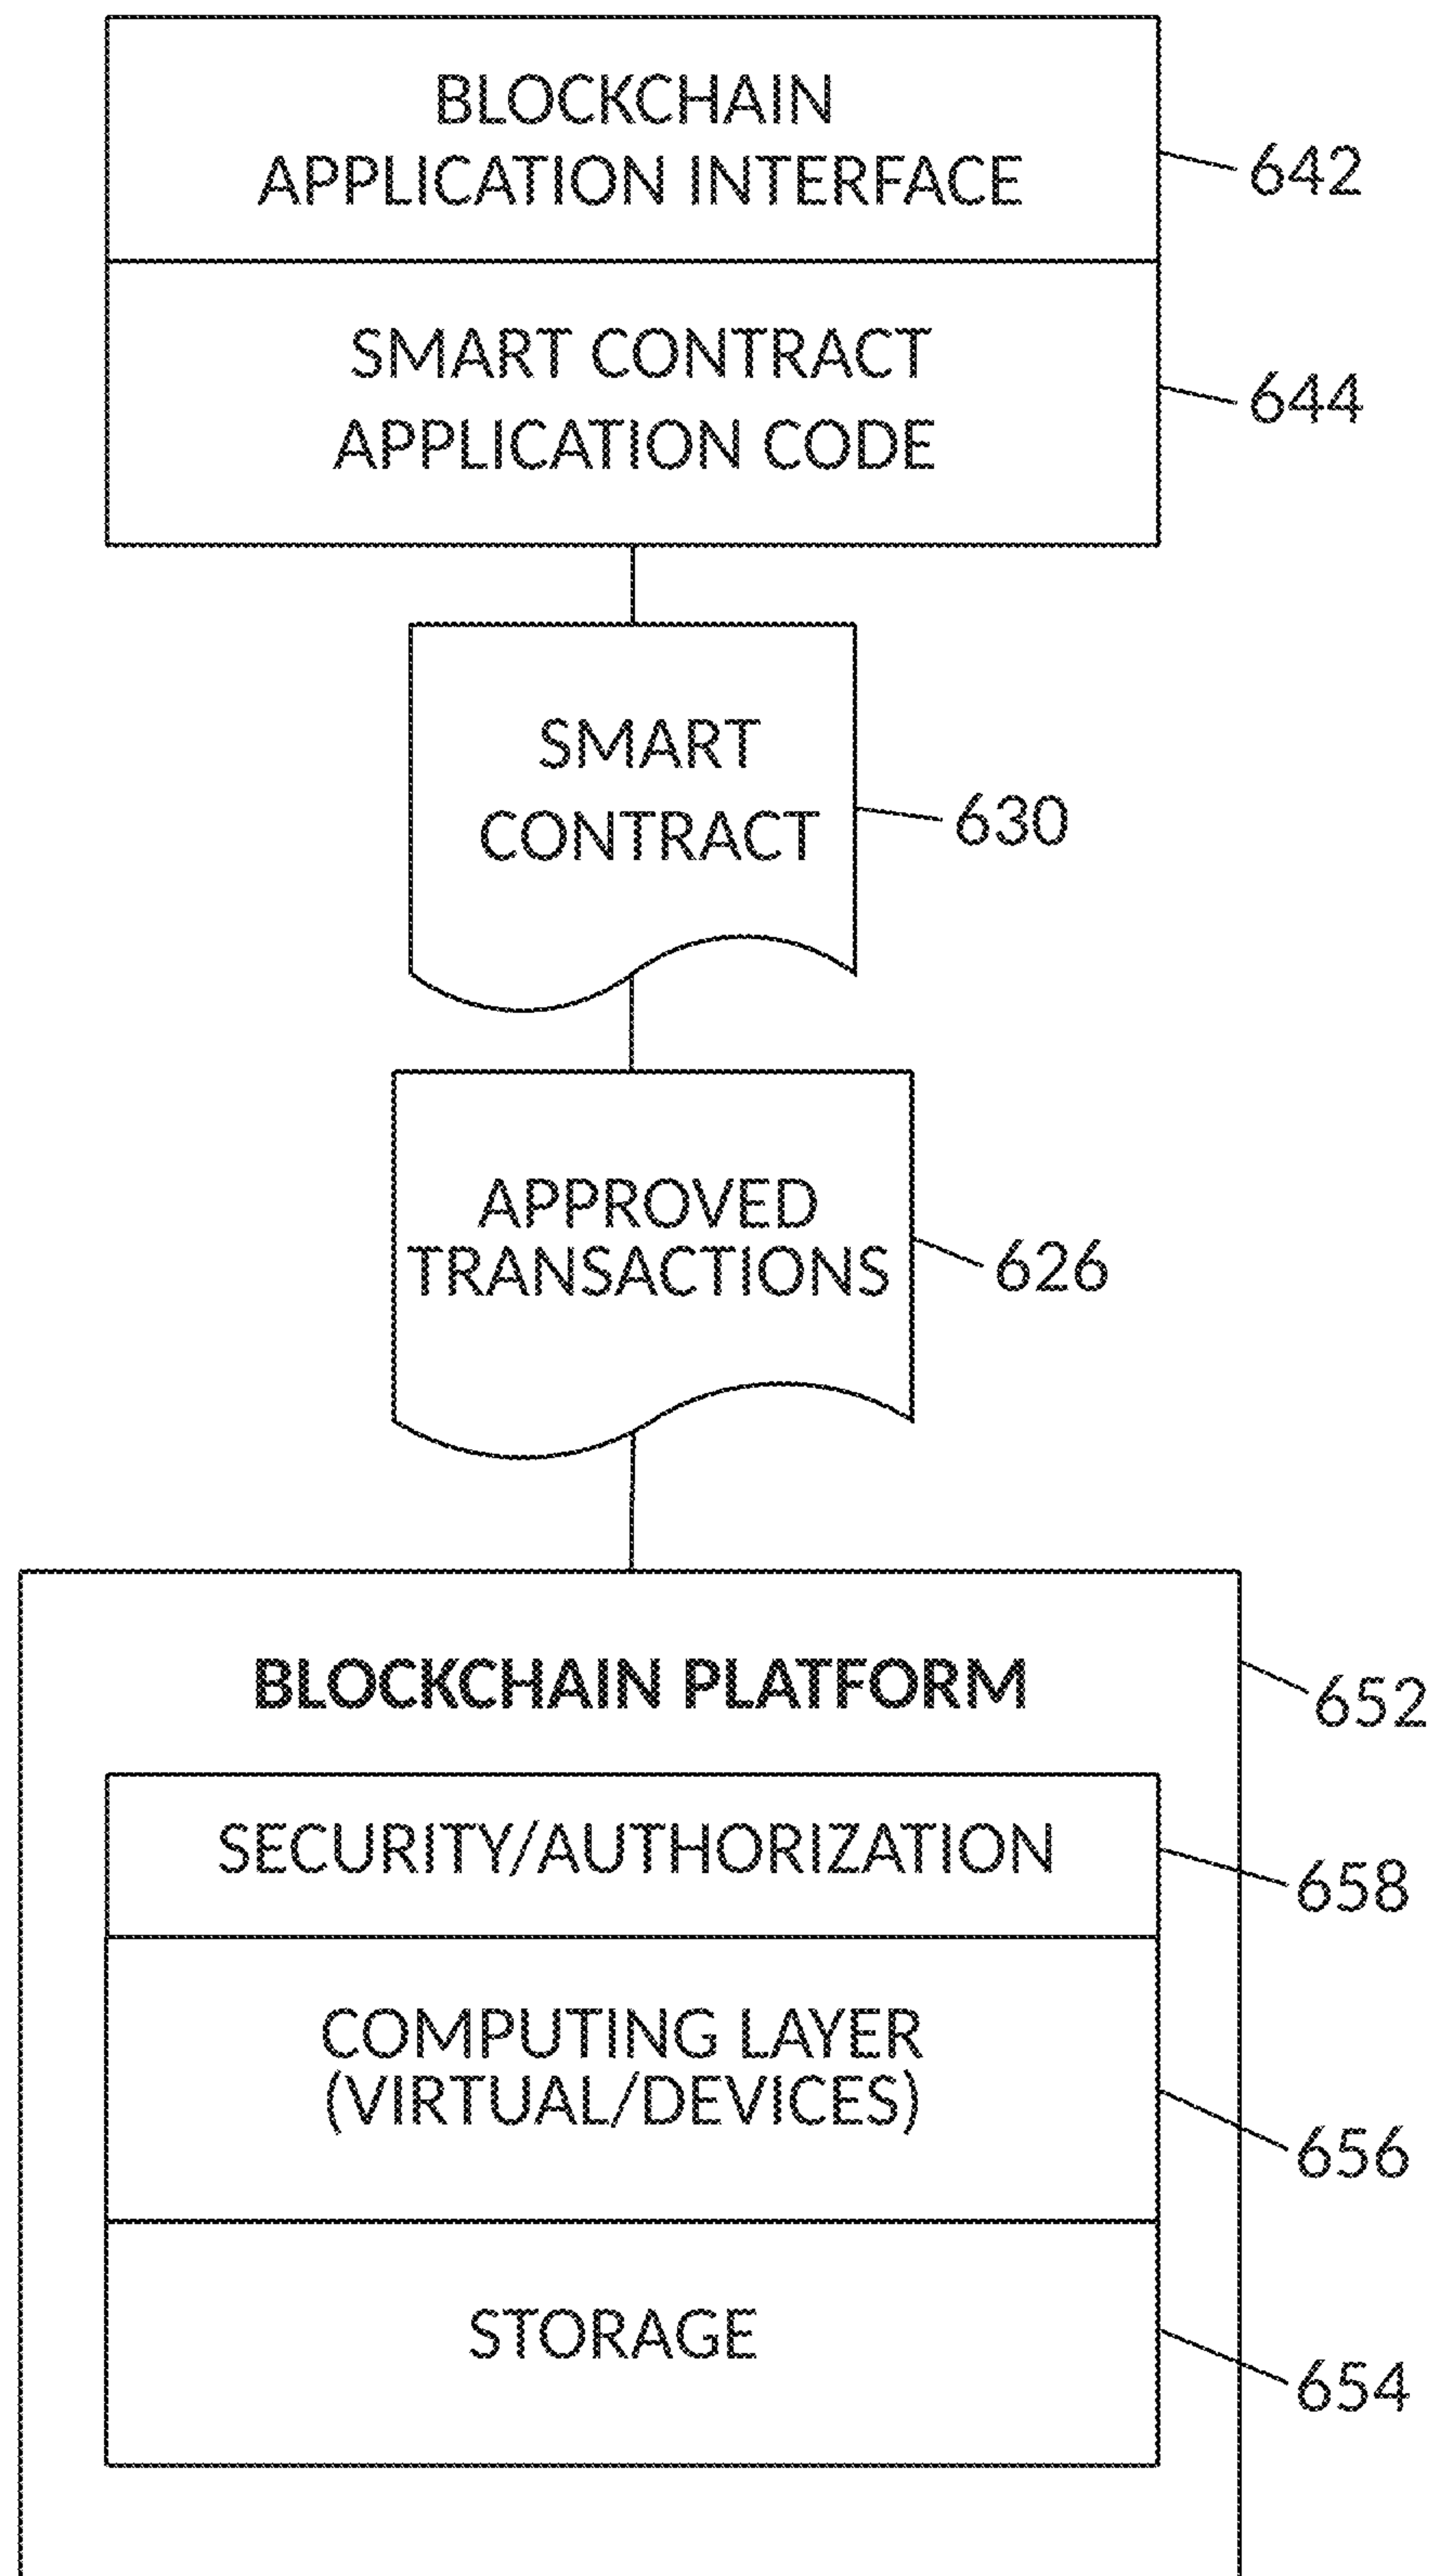 BLOCKCHAIN
APPLICATION INTERFACE
642
SMART CONTRACT
APPLICATION CODE
644
SMART
CONTRACT
630
APPROVED
TRANSACTIONS
626
BLOCKCHAIN PLATFORM
652
SECURITY/AUTHORIZATION
658
COMPUTING LAYER
(VIRTUAL/DEVICES)
656
STORAGE
654